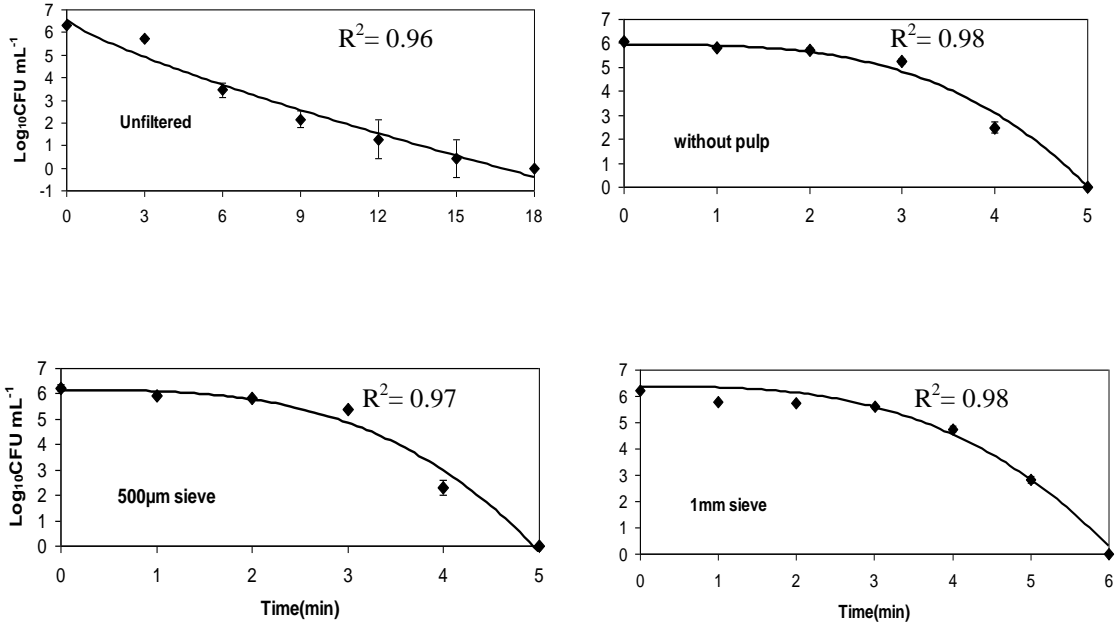 Log₁₀CFU mL⁻¹
7
6
5
4
3
2
1
0
-1
R²= 0.96
Unfiltered
0 3 6 9 12 15 18
7
6
5
4
3
2
1
0
R²= 0.98
without pulp
0 1 2 3 4 5
Log₁₀CFU mL⁻¹
7
6
5
4
3
2
1
0
R²= 0.97
500µm sieve
0 1 2 3 4 5
Time(min)
7
6
5
4
3
2
1
0
R²= 0.98
1mm sieve
0 1 2 3 4 5 6
Time(min)